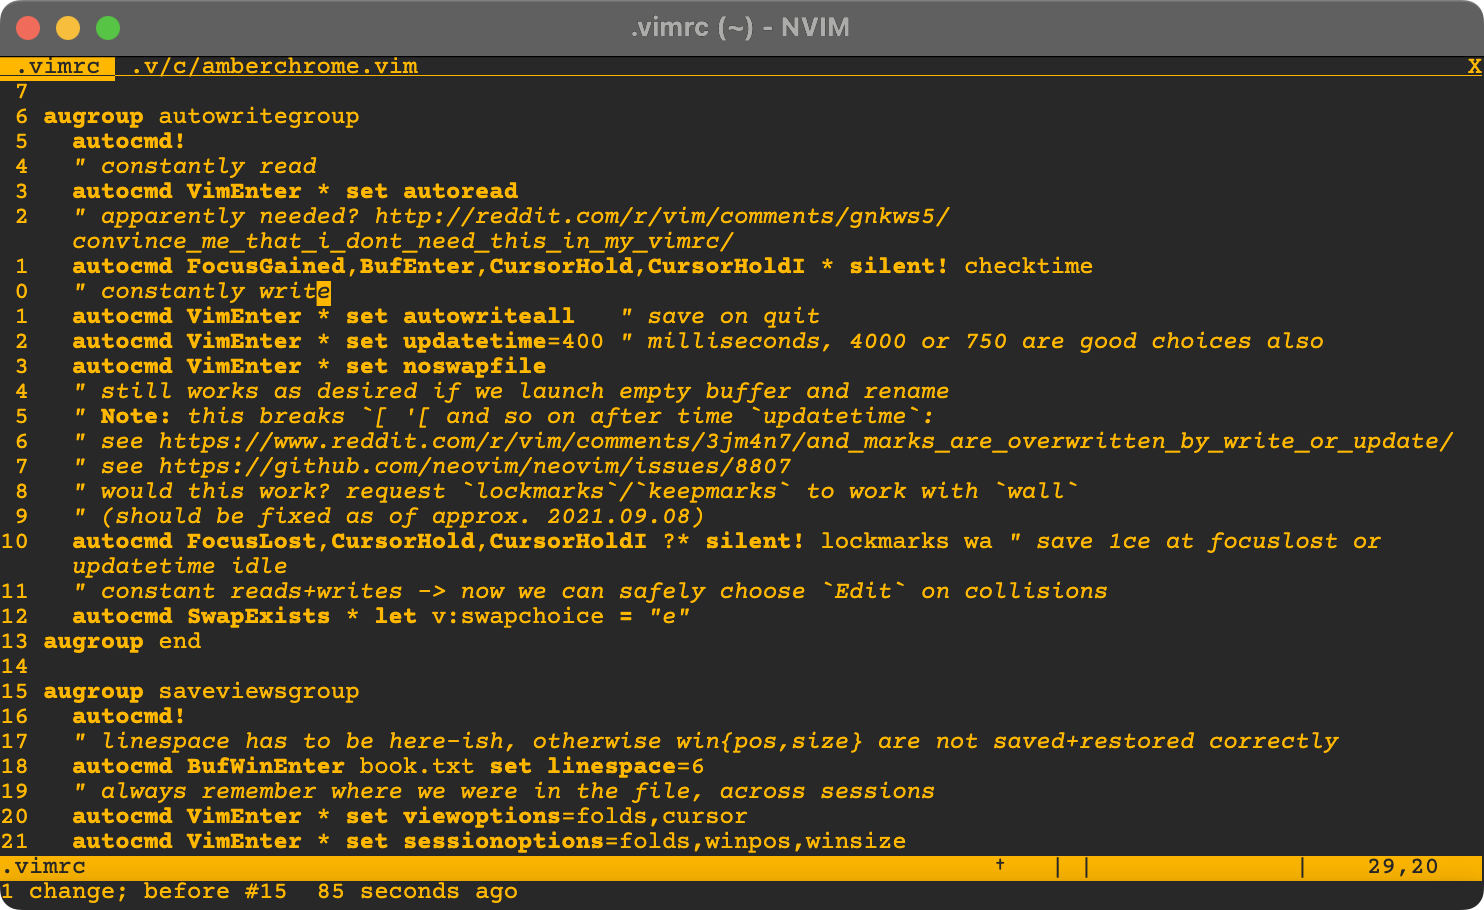 .vimrc (~) - NVIM
.vimrc  .v/c/amberchrome.vim  X
7
6 augroup autowritegroup
5   autocmd!
4   " constantly read
3   autocmd VimEnter * set autoread
2   " apparently needed? http://reddit.com/r/vim/comments/gnkws5/
    convince_me_that_i_dont_need_this_in_my_vimrc/
1   autocmd FocusGained,BufEnter,CursorHold,CursorHoldI * silent! checktime
0   " constantly write
1   autocmd VimEnter * set autowriteall   " save on quit
2   autocmd VimEnter * set updatetime=400 " milliseconds, 4000 or 750 are good choices also
3   autocmd VimEnter * set noswapfile
4   " still works as desired if we launch empty buffer and rename
5   " Note: this breaks `[ '[ and so on after time `updatetime`:
6   " see https://www.reddit.com/r/vim/comments/3jm4n7/and_marks_are_overwritten_by_write_or_update/
7   " see https://github.com/neovim/neovim/issues/8807
8   " would this work? request `lockmarks`/`keepmarks` to work with `wall`
9   " (should be fixed as of approx. 2021.09.08)
10   autocmd FocusLost,CursorHold,CursorHoldI ?* silent! lockmarks wa " save 1ce at focuslost or
    updatetime idle
11   " constant reads+writes -> now we can safely choose `Edit` on collisions
12   autocmd SwapExists * let v:swapchoice = "e"
13 augroup end
14
15 augroup saveviewsgroup
16   autocmd!
17   " linespace has to be here-ish, otherwise win{pos,size} are not saved+restored correctly
18   autocmd BufWinEnter book.txt set linespace=6
19   " always remember where we were in the file, across sessions
20   autocmd VimEnter * set viewoptions=folds,cursor
21   autocmd VimEnter * set sessionoptions=folds,winpos,winsize
.vimrc  † | |  | 29,20
1 change; before #15  85 seconds ago